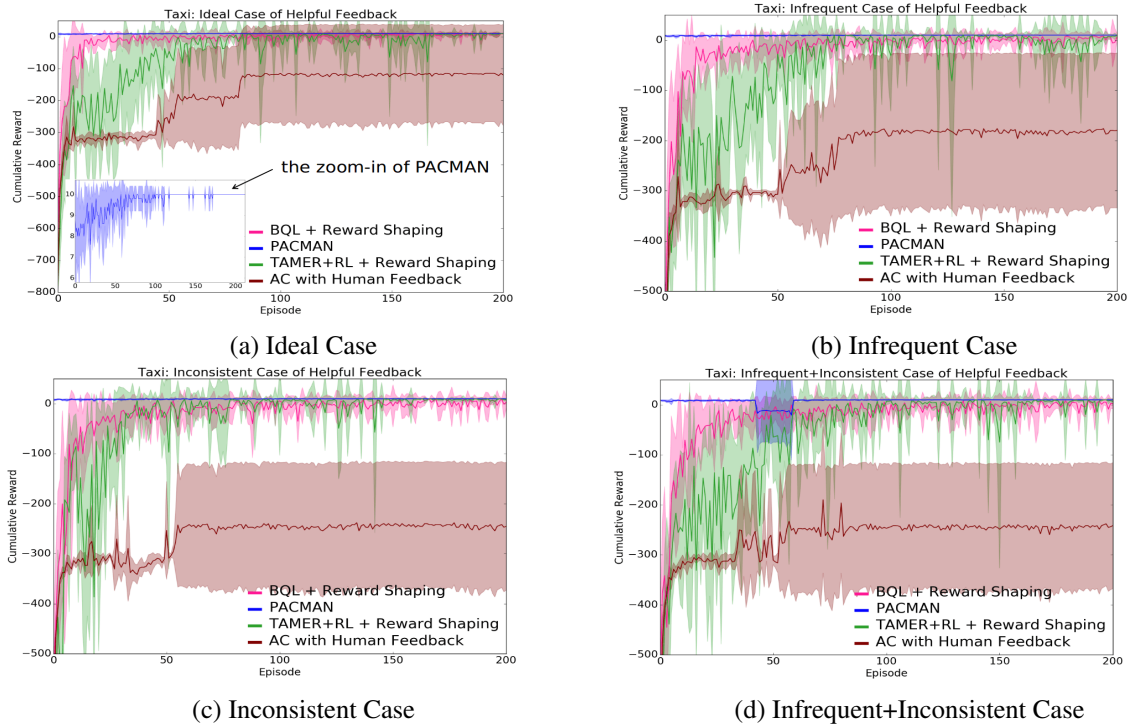 Taxi: Ideal Case of Helpful Feedback
0
−100
−200
−300
−400
−500
−600
−700
−800
Cumulative Reward
the zoom-in of PACMAN
10
9
8
8
6
0 50 100 150 200
BQL + Reward Shaping
PACMAN
TAMER+RL + Reward Shaping
AC with Human Feedback
0 50 100 150 200
Episode
(a) Ideal Case
Taxi: Infrequent Case of Helpful Feedback
0
−100
−200
−300
−400
−500
Cumulative Reward
BQL + Reward Shaping
PACMAN
TAMER+RL + Reward Shaping
AC with Human Feedback
0 50 100 150 200
Episode
(b) Infrequent Case
Taxi: Inconsistent Case of Helpful Feedback
0
−100
−200
−300
−400
−500
Cumulative Reward
BQL + Reward Shaping
PACMAN
TAMER+RL + Reward Shaping
AC with Human Feedback
0 50 100 150 200
Episode
(c) Inconsistent Case
Taxi: Infrequent+Inconsistent Case of Helpful Feedback
0
−100
−200
−300
−400
−500
Cumulative Reward
BQL + Reward Shaping
PACMAN
TAMER+RL + Reward Shaping
AC with Human Feedback
0 50 100 150 200
Episode
(d) Infrequent+Inconsistent Case